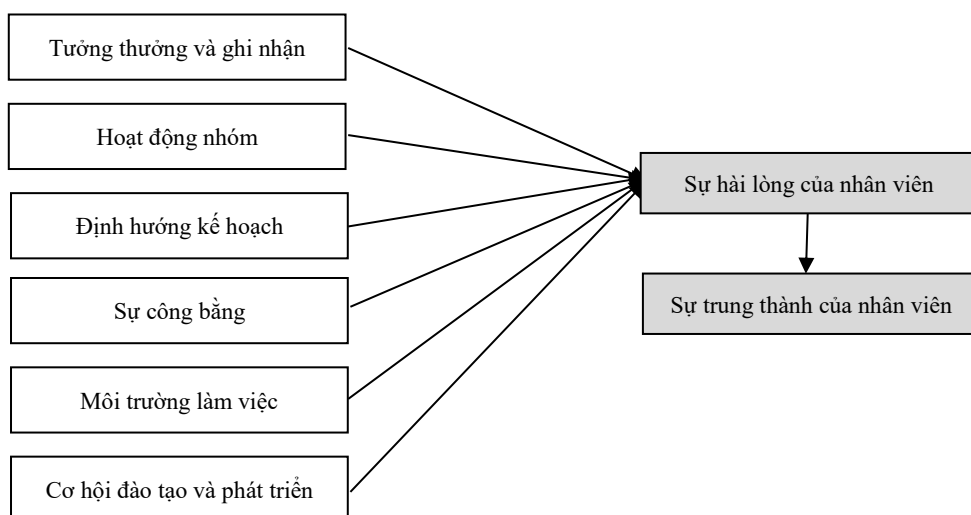 Tưởng thưởng và ghi nhận
Hoạt động nhóm
Định hướng kế hoạch
Sự công bằng
Môi trường làm việc
Cơ hội đào tạo và phát triển
Sự hài lòng của nhân viên
Sự trung thành của nhân viên